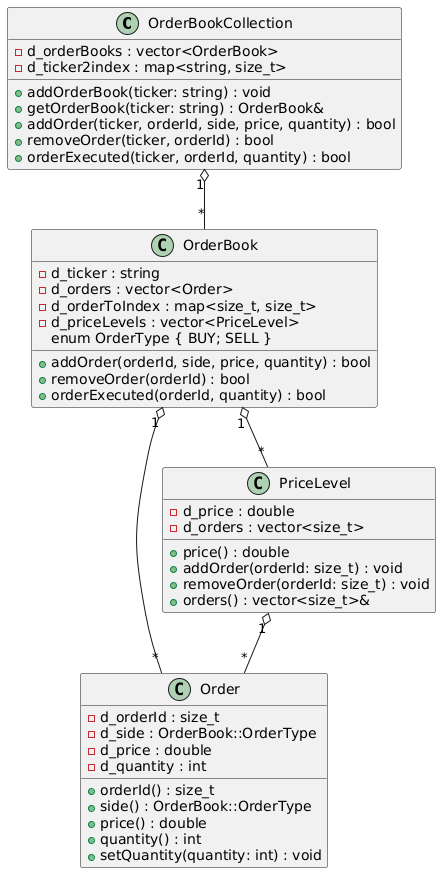 C OrderBookCollection
d_orderBooks : vector<OrderBook>
d_ticker2index : map<string, size_t>
addOrderBook(ticker: string) : void
getOrderBook(ticker: string) : OrderBook&
addOrder(ticker, orderId, side, price, quantity) : bool
removeOrder(ticker, orderId) : bool
orderExecuted(ticker, orderId, quantity) : bool
1
*
C OrderBook
d_ticker : string
d_orders : vector<Order>
d_orderToIndex : map<size_t, size_t>
d_priceLevels : vector<PriceLevel>
enum OrderType { BUY; SELL }
addOrder(orderId, side, price, quantity) : bool
removeOrder(orderId) : bool
orderExecuted(orderId, quantity) : bool
1 1
*
C PriceLevel
d_price : double
d_orders : vector<size_t>
price() : double
addOrder(orderId: size_t) : void
removeOrder(orderId: size_t) : void
orders() : vector<size_t>&
1
* *
C Order
d_orderId : size_t
d_side : OrderBook::OrderType
d_price : double
d_quantity : int
orderId() : size_t
side() : OrderBook::OrderType
price() : double
quantity() : int
setQuantity(quantity: int) : void